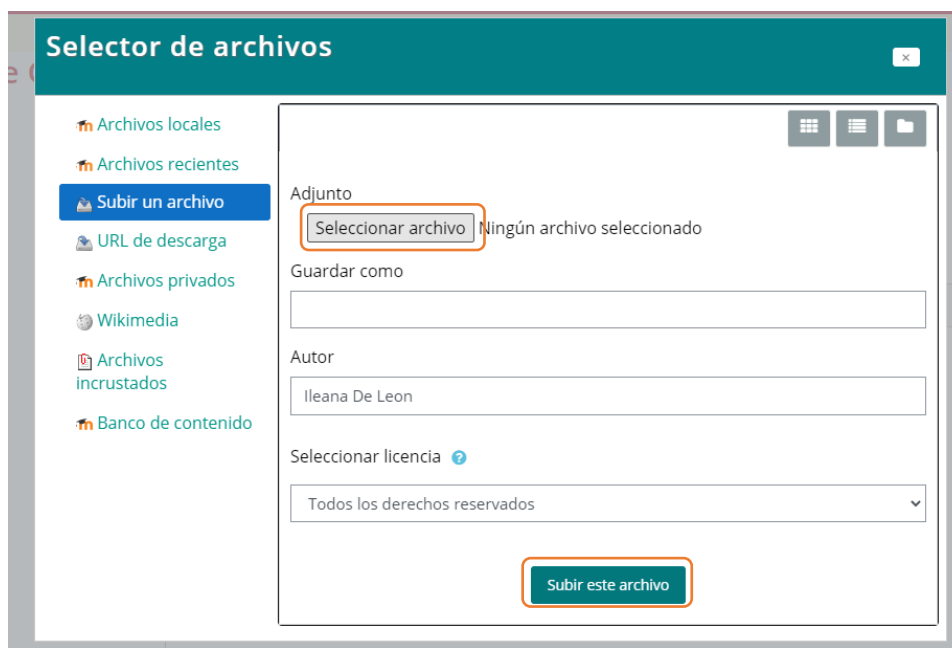 Selector de archivos
Archivos locales
Archivos recientes
Subir un archivo
URL de descarga
Archivos privados
Wikimedia
Archivos
incrustados
Banco de contenido
Adjunto
Seleccionar archivo Ningún archivo seleccionado
Guardar como
Autor
Ileana De Leon
Seleccionar licencia
Todos los derechos reservados
Subir este archivo